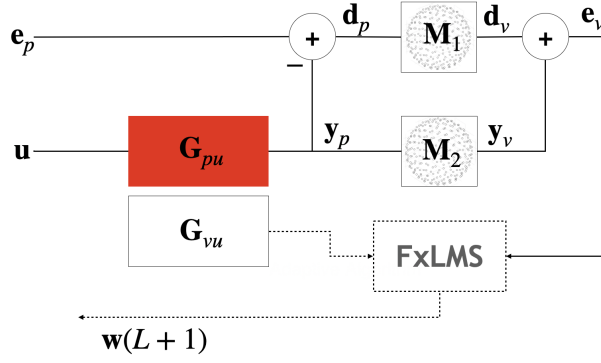 e_p + d_p M_1 d_v + e_v
−
u G_pu y_p M_2 y_v
G_vu
FxLMS
w(L + 1)